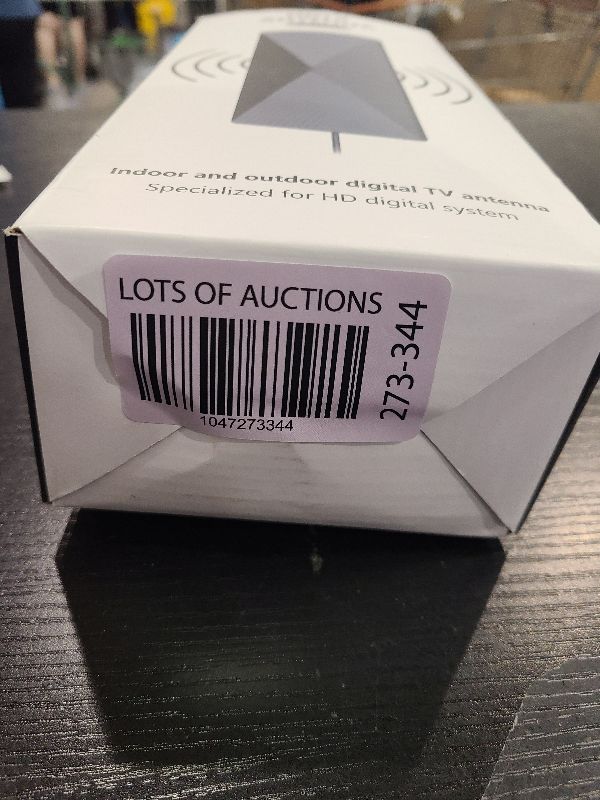 Indoor and outdoor digital TV antenna
Specialized for HD digital system
LOTS OF AUCTIONS
273-344
1047273344